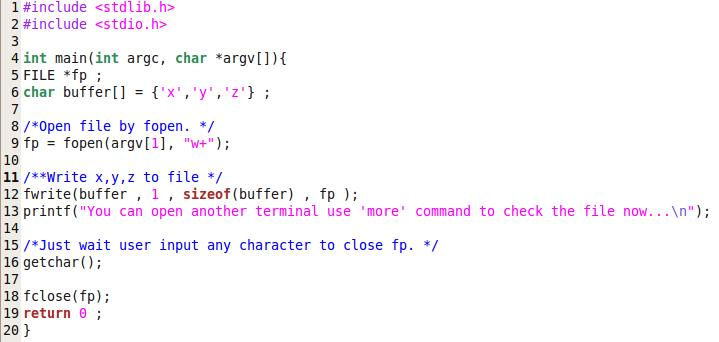 1 #include <stdlib.h>
2 #include <stdio.h>
3
4 int main(int argc, char *argv[]){
5 FILE *fp ;
6 char buffer[] = {'x','y','z'} ;
7
8 /*Open file by fopen. */
9 fp = fopen(argv[1], "w+");
10
11 /**Write x,y,z to file */
12 fwrite(buffer , 1 , sizeof(buffer) , fp );
13 printf("You can open another terminal use 'more' command to check the file now...\n");
14
15 /*Just wait user input any character to close fp. */
16 getchar();
17
18 fclose(fp);
19 return 0 ;
20 }